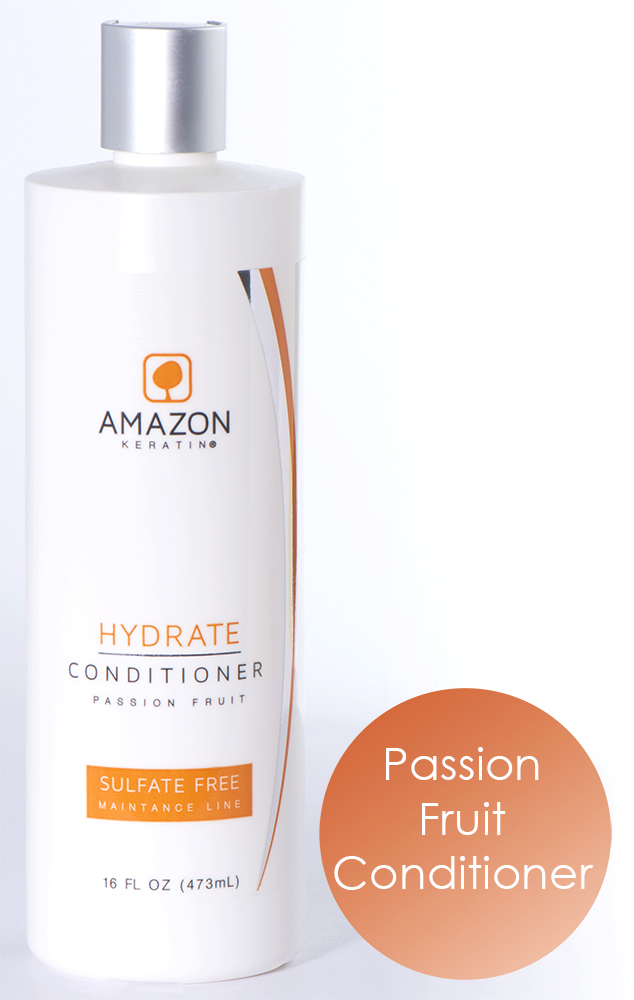 AMAZON
KERATIN®
HYDRATE
CONDITIONER
PASSION FRUIT
SULFATE FREE
MAINTANCE LINE
16 FL OZ (473mL)
Passion
Fruit
Conditioner